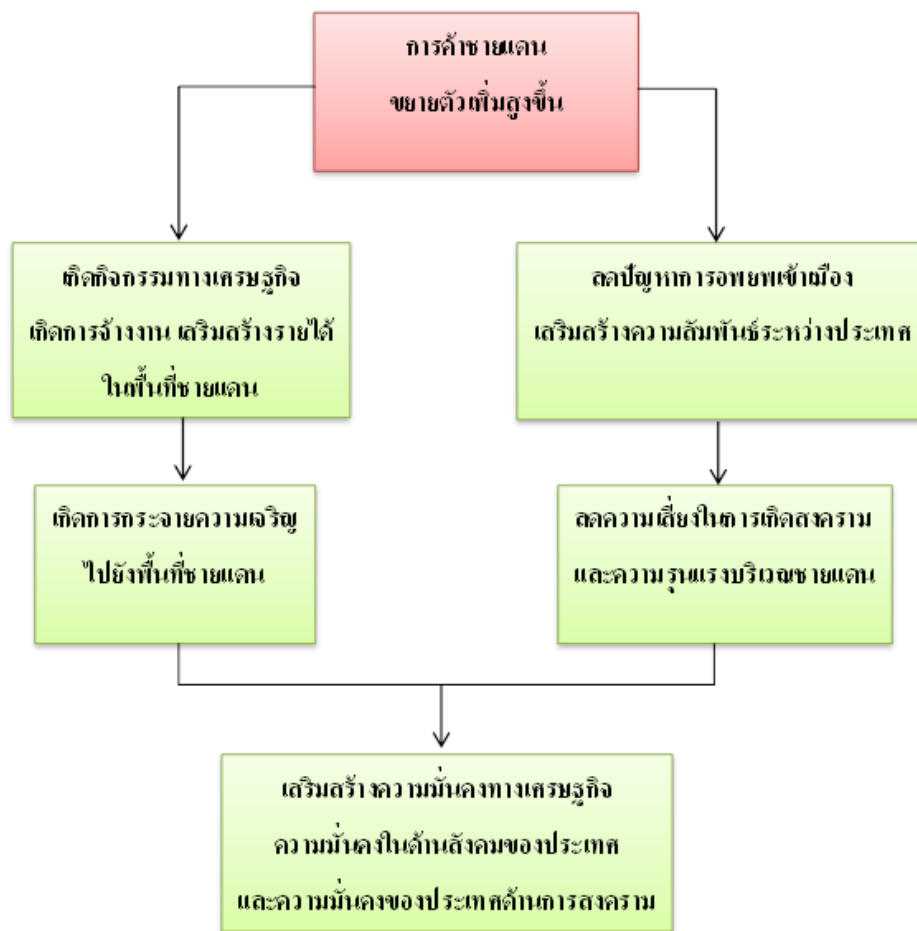 การค้าชายแดน
ขยายตัวเพิ่มสูงขึ้น
เกิดกิจกรรมทางเศรษฐกิจ
เกิดการจ้างงาน เสริมสร้างรายได้
ในพื้นที่ชายแดน
ลดปัญหาการอพยพเข้าเมือง
เสริมสร้างความสัมพันธ์ระหว่างประเทศ
เกิดการกระจายความเจริญ
ไปยังพื้นที่ชายแดน
ลดความเสี่ยงในการเกิดสงคราม
และความรุนแรงบริเวณชายแดน
เสริมสร้างความมั่นคงทางเศรษฐกิจ
ความมั่นคงในด้านสังคมของประเทศ
และความมั่นคงของประเทศด้านการสงคราม